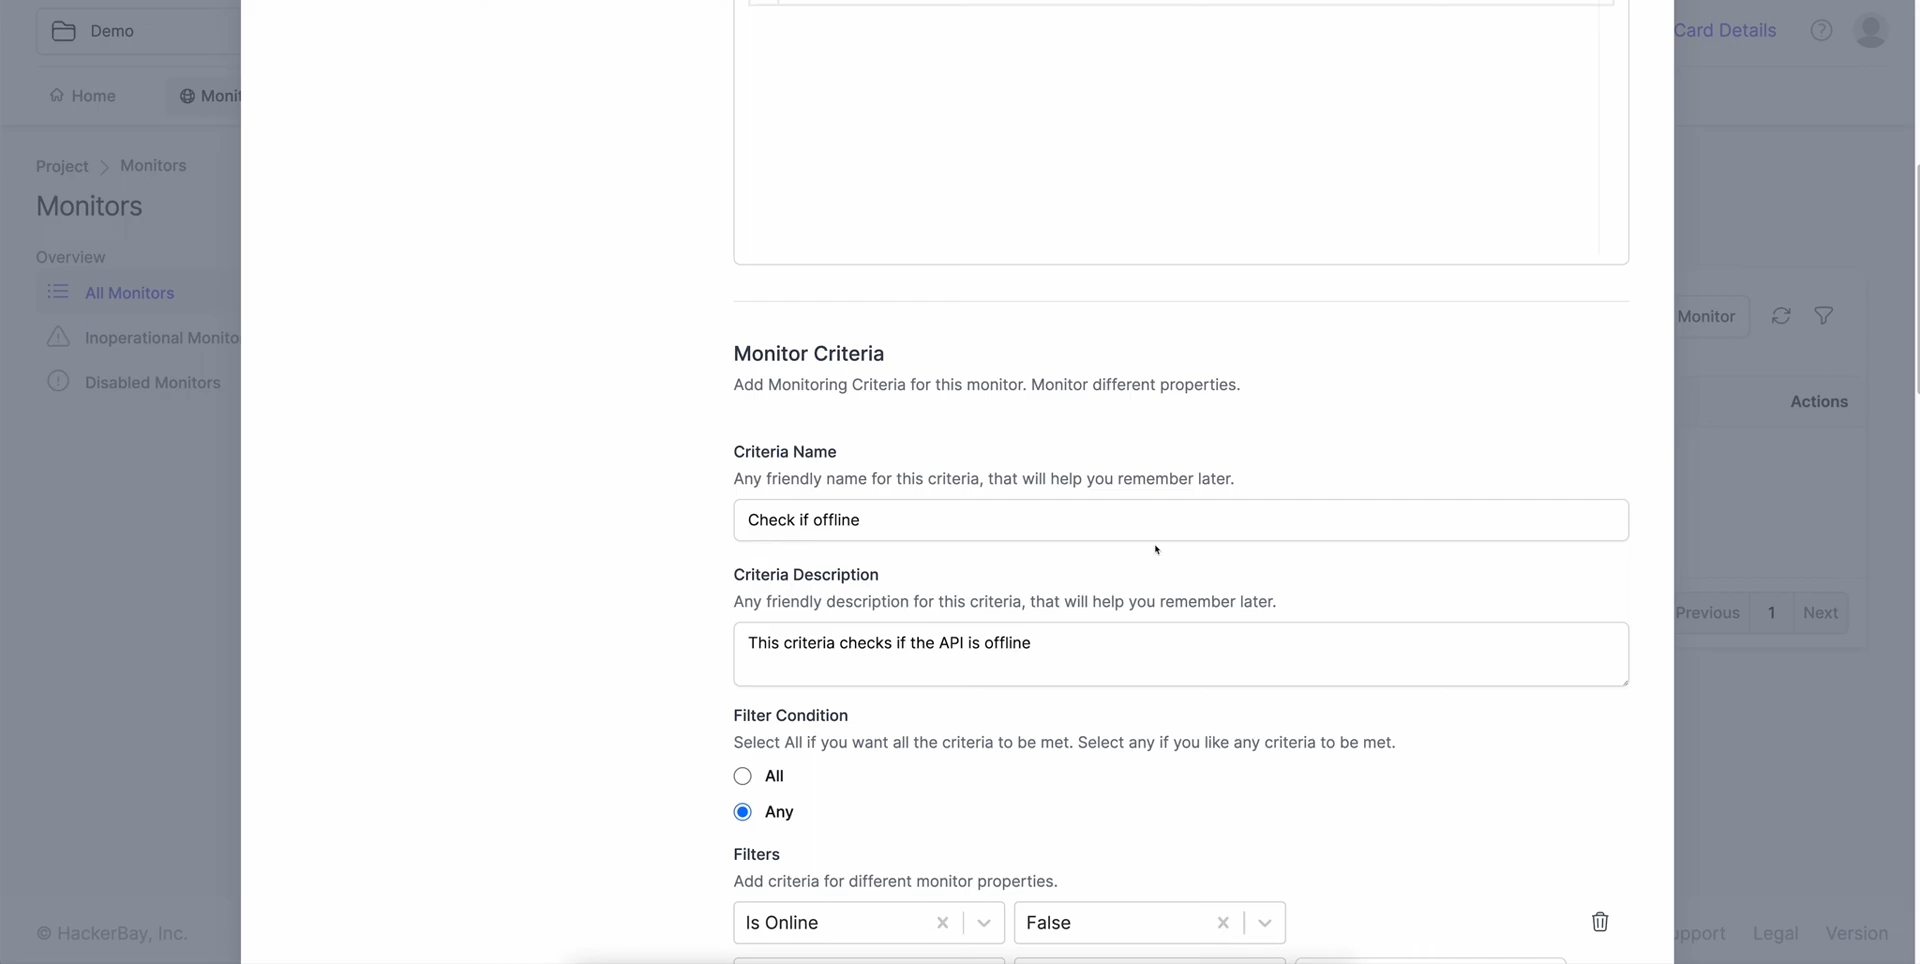 Demo
Card Details
Home
Monit
Project
Monitors
Monitors
Overview
All Monitors
Inoperational Monito
Disabled Monitors
Monitor
Actions
Previous
1
Next
Monitor Criteria
Add Monitoring Criteria for this monitor. Monitor different properties.
Criteria Name
Any friendly name for this criteria, that will help you remember later.
Check if offline
Criteria Description
Any friendly description for this criteria, that will help you remember later.
This criteria checks if the API is offline
Filter Condition
Select All if you want all the criteria to be met. Select any if you like any criteria to be met.
All
Any
Filters
Add criteria for different monitor properties.
Is Online
False
© HackerBay, Inc.
upport
Legal
Version